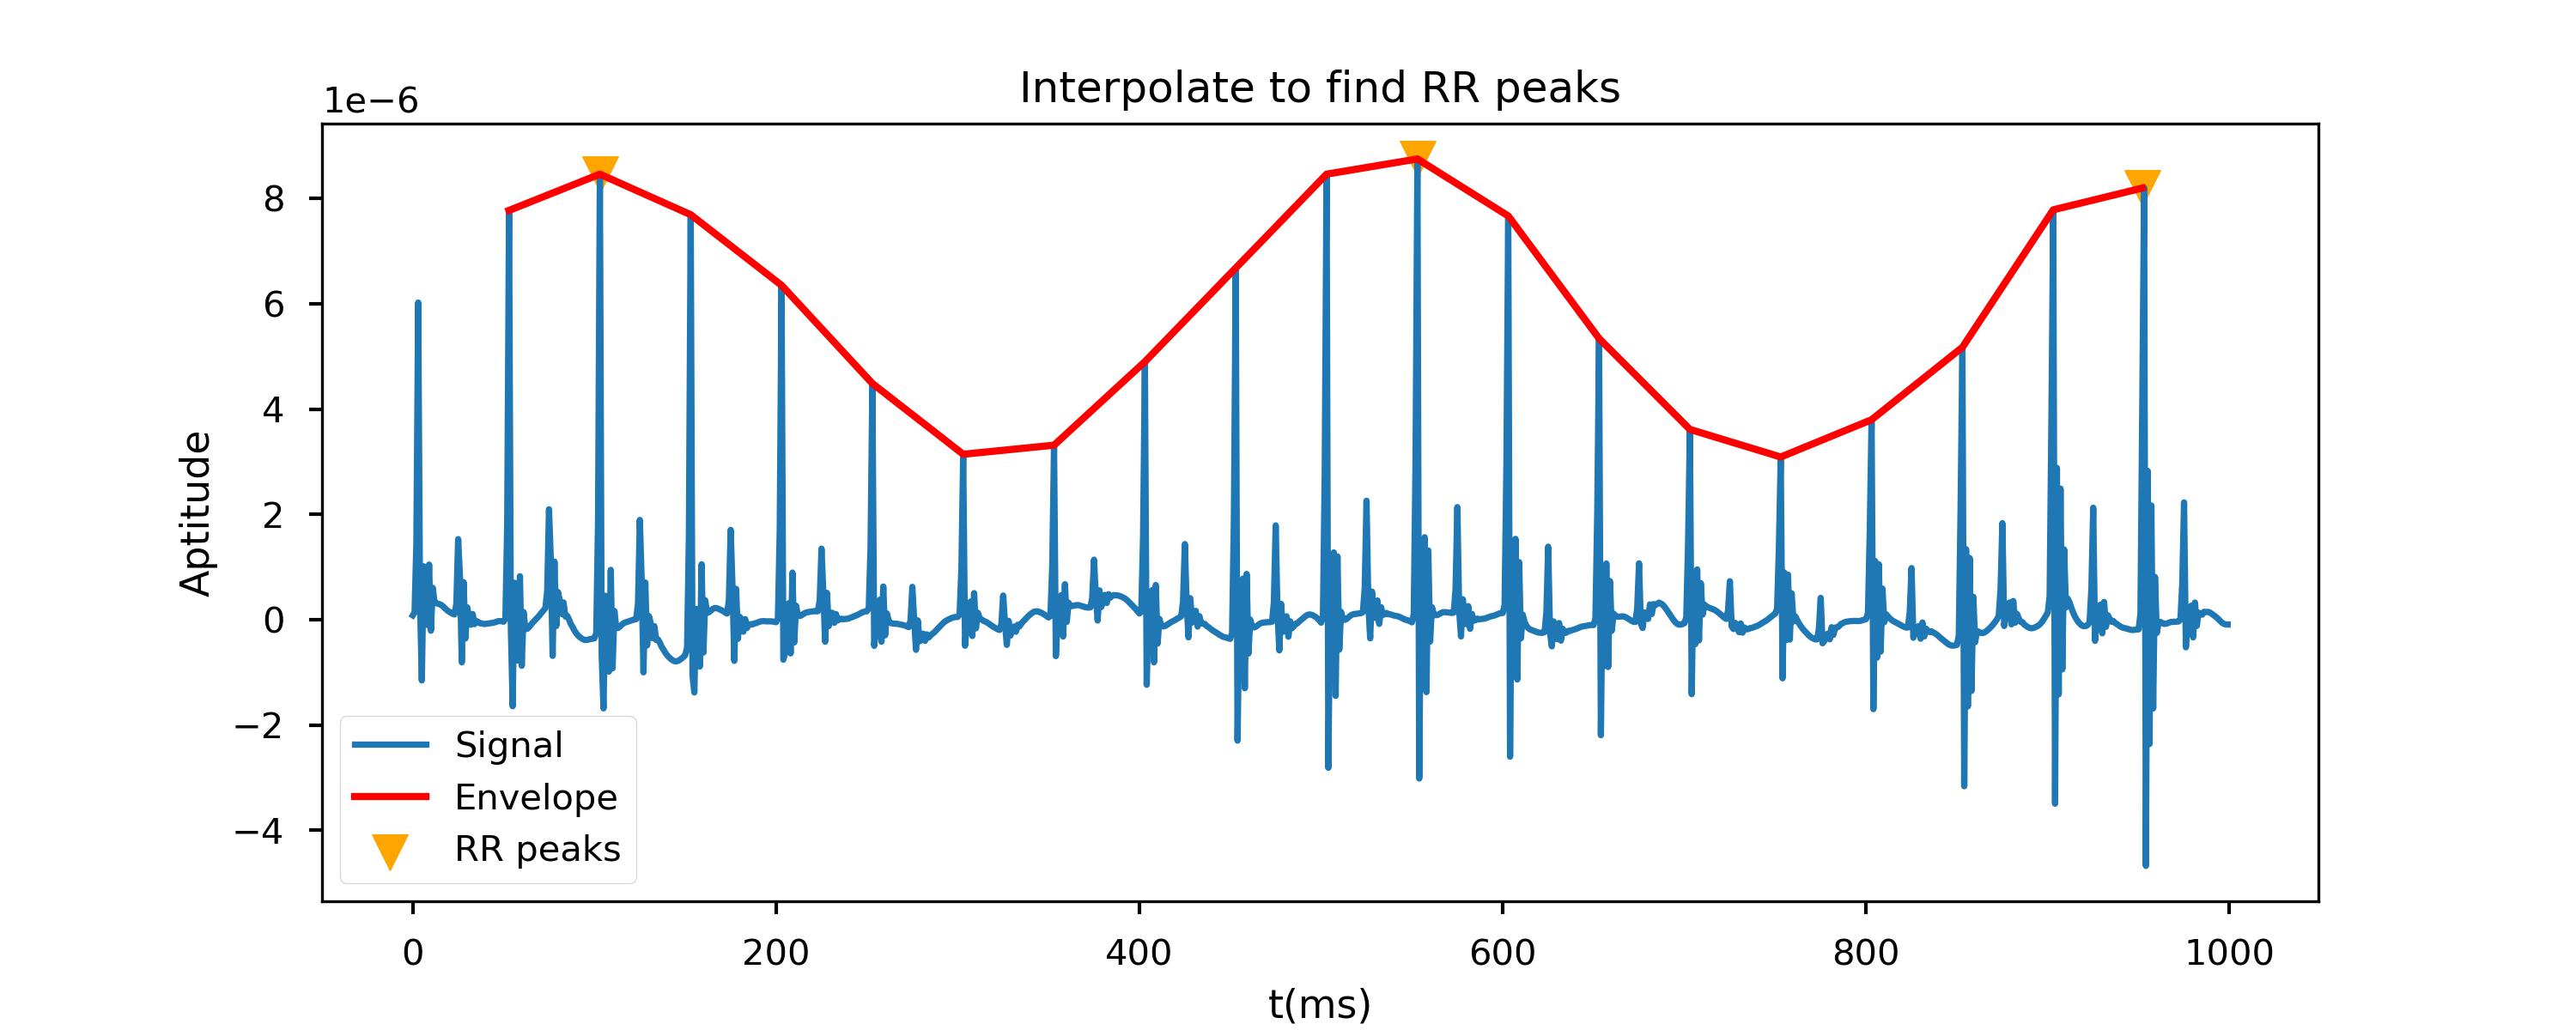 Interpolate to find RR peaks
1e−6
8
6
4
2
0
−2
−4
Aptitude
Signal
Envelope
RR peaks
0 200 400 600 800 1000
t(ms)